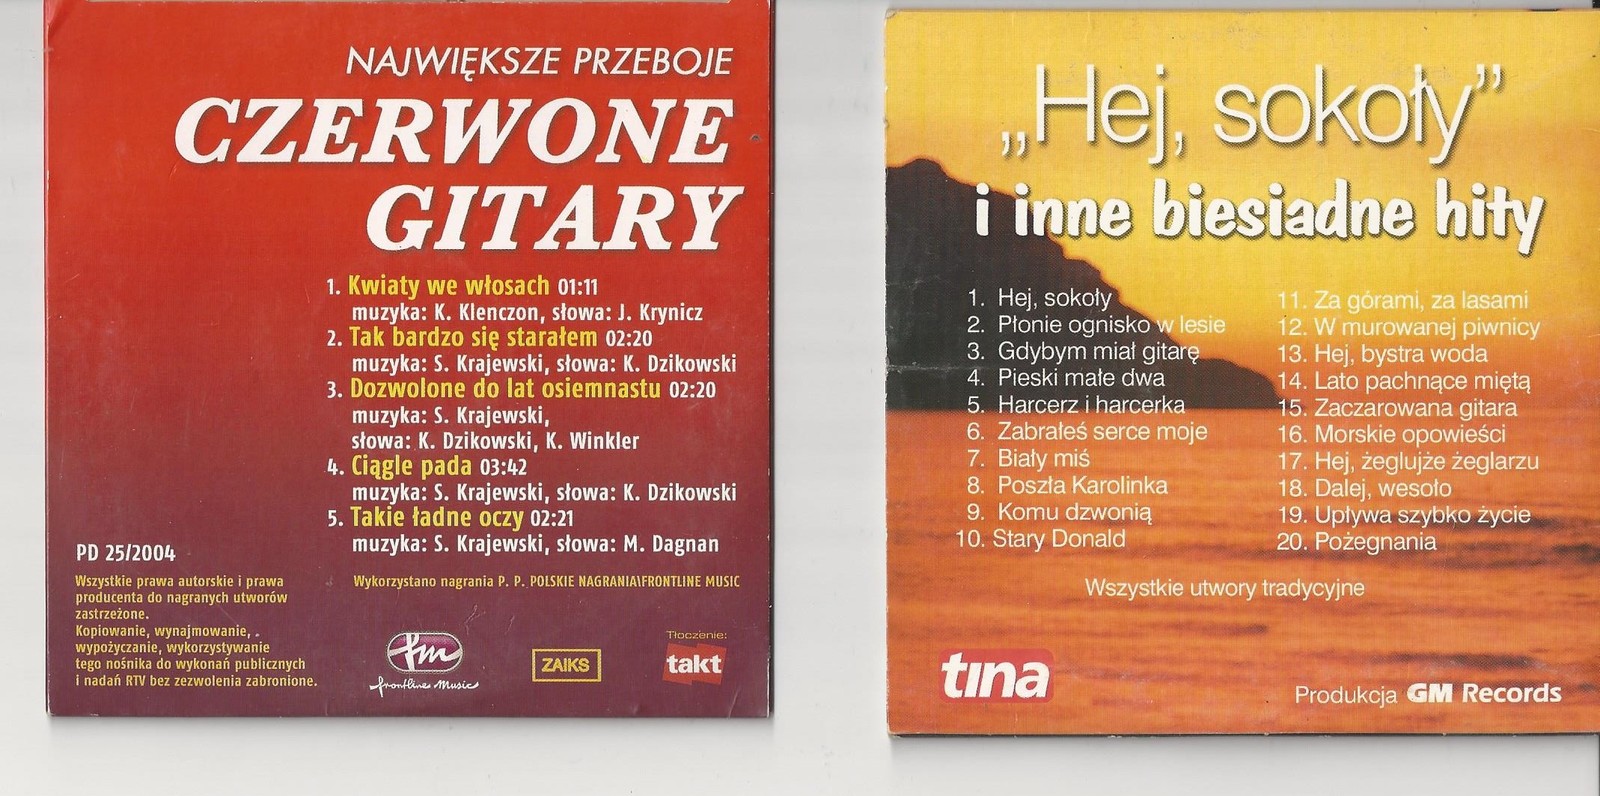 NAJWIĘKSZE PRZEBOJE
CZERWONE
GITARY
1. Kwiaty we włosach 01:11
muzyka: K. Klenczon, słowa: J. Krynicz
2. Tak bardzo się starałem 02:20
muzyka: S. Krajewski, słowa: K. Dzikowski
3. Dozwolone do lat osiemnastu 02:20
muzyka: S. Krajewski,
słowa: K. Dzikowski, K. Winkler
4. Ciągle pada 03:42
muzyka: S. Krajewski, słowa: K. Dzikowski
5. Takie ładne oczy 02:21
muzyka: S. Krajewski, słowa: M. Dagnan
PD 25/2004
Wszystkie prawa autorskie i prawa
producenta do nagranych utworów
zastrzeżone.
Kopiowanie, wynajmowanie,
wypożyczanie, wykorzystywanie
tego nośnika do wykonań publicznych
i nadań RTV bez zezwolenia zabronione.
Wykorzystano nagrania P. P. POLSKIE NAGRANIA\FRONTLINE MUSIC
fm
frontline Music
ZAIKS
Tłoczenie:
takt
„Hej, sokoły”
i inne biesiadne hity
1. Hej, sokoły
2. Płonie ognisko w lesie
3. Gdybym miał gitarę
4. Pieski małe dwa
5. Harcerz i harcerka
6. Zabrałeś serce moje
7. Biały miś
8. Poszła Karolinka
9. Komu dzwonią
10. Stary Donald
11. Za górami, za lasami
12. W murowanej piwnicy
13. Hej, bystra woda
14. Lato pachnące miętą
15. Zaczarowana gitara
16. Morskie opowieści
17. Hej, żeglujże żeglarzu
18. Dalej, wesoło
19. Upływa szybko życie
20. Pożegnania
Wszystkie utwory tradycyjne
tina
Produkcja GM Records